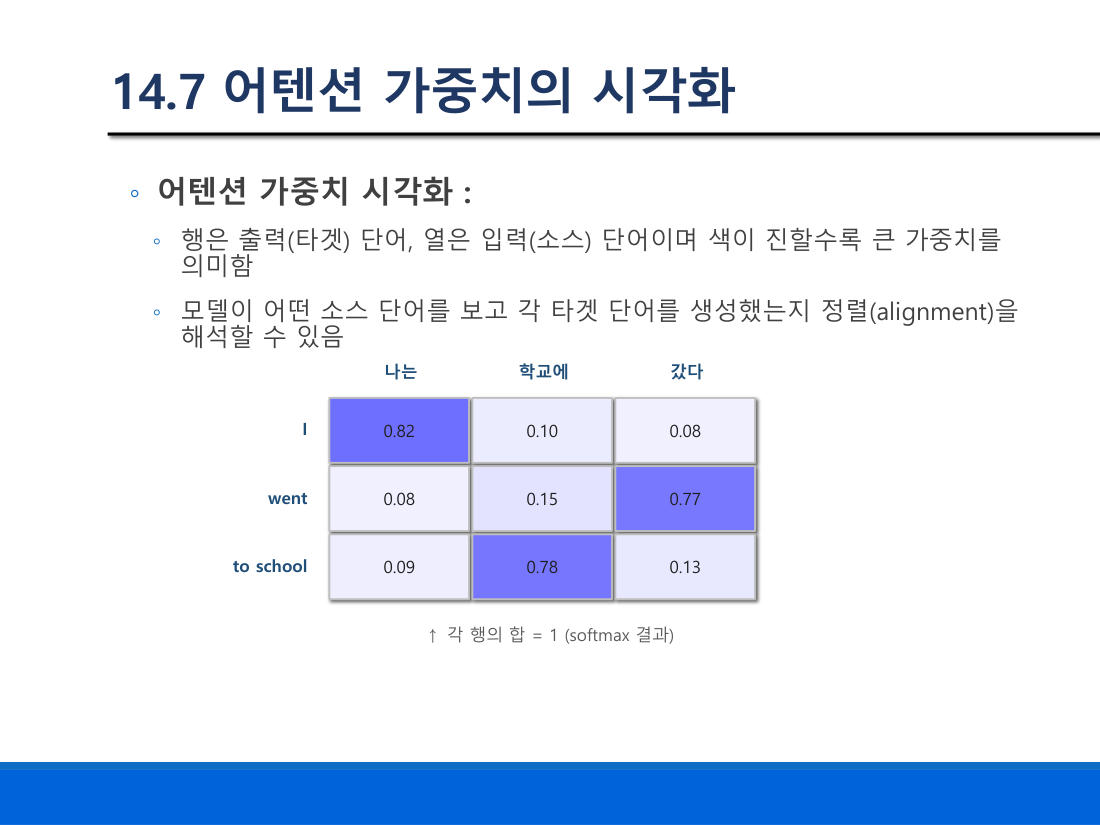 14.7 어텐션 가중치의 시각화
◦ 어텐션 가중치 시각화 :
◦ 행은 출력(타겟) 단어, 열은 입력(소스) 단어이며 색이 진할수록 큰 가중치를
의미함
◦ 모델이 어떤 소스 단어를 보고 각 타겟 단어를 생성했는지 정렬(alignment)을
해석할 수 있음
나는 학교에 갔다
I 0.82 0.10 0.08
went 0.08 0.15 0.77
to school 0.09 0.78 0.13
↑ 각 행의 합 = 1 (softmax 결과)